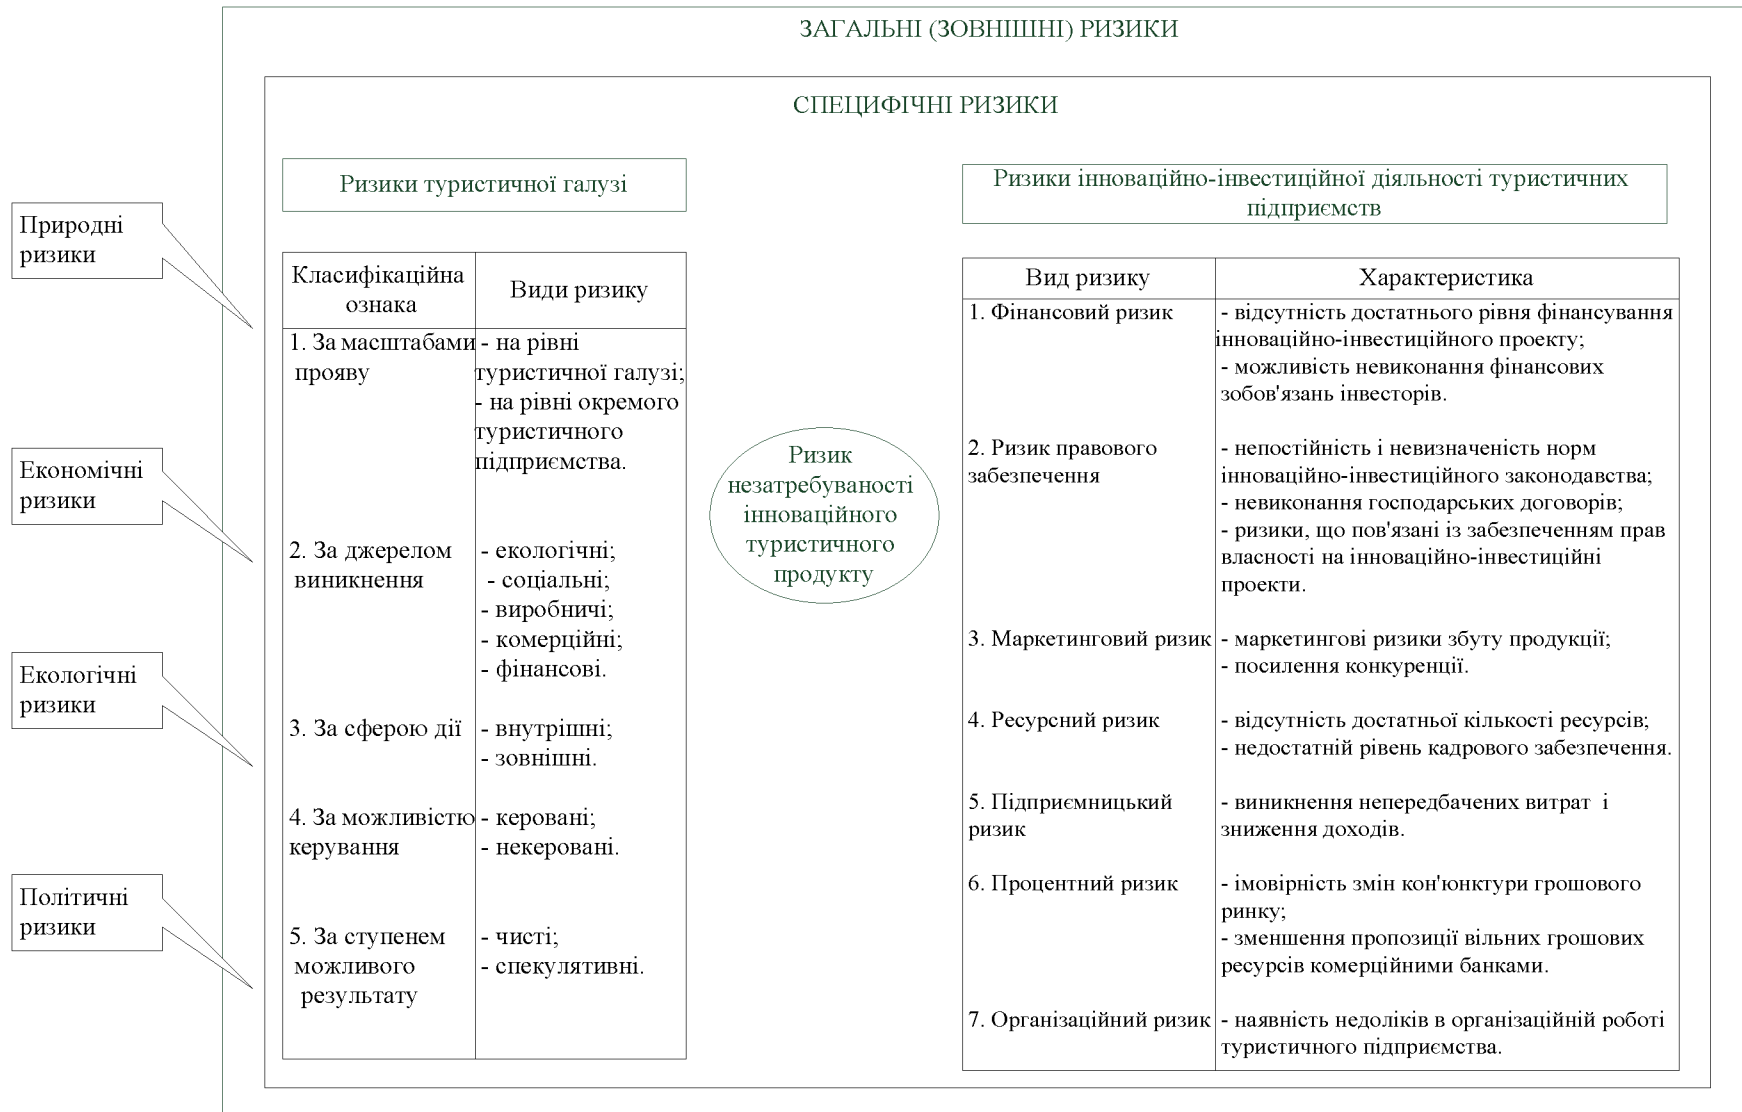 ЗАГАЛЬНІ (ЗОВНІШНІ) РИЗИКИ
СПЕЦИФІЧНІ РИЗИКИ
Природні
ризики
Економічні
ризики
Екологічні
ризики
Політичні
ризики
Ризики туристичної галузі
Класифікаційна
ознака
Види ризику
1. За масштабами
прояву
- на рівні
туристичної галузі;
- на рівні окремого
туристичного
підприємства.
2. За джерелом
виникнення
- екологічні;
- соціальні;
- виробничі;
- комерційні;
- фінансові.
3. За сферою дії
- внутрішні;
- зовнішні.
4. За можливістю
керування
- керовані;
- некеровані.
5. За ступенем
можливого
результату
- чисті;
- спекулятивні.
Ризик
незатребуваності
інноваційного
туристичного
продукту
Ризики інноваційно-інвестиційної діяльності туристичних
підприємств
Вид ризику
Характеристика
1. Фінансовий ризик
- відсутність достатнього рівня фінансування
інноваційно-інвестиційного проекту;
- можливість невиконання фінансових
зобов'язань інвесторів.
2. Ризик правового
забезпечення
- непостійність і невизначеність норм
інноваційно-інвестиційного законодавства;
- невиконання господарських договорів;
- ризики, що пов'язані із забезпеченням прав
власності на інноваційно-інвестиційні
проекти.
3. Маркетинговий ризик
- маркетингові ризики збуту продукції;
- посилення конкуренції.
4. Ресурсний ризик
- відсутність достатньої кількості ресурсів;
- недостатній рівень кадрового забезпечення.
5. Підприємницький
ризик
- виникнення непередбачених витрат і
зниження доходів.
6. Процентний ризик
- імовірність змін кон'юнктури грошового
ринку;
- зменшення пропозиції вільних грошових
ресурсів комерційними банками.
7. Організаційний ризик
- наявність недоліків в організаційній роботі
туристичного підприємства.